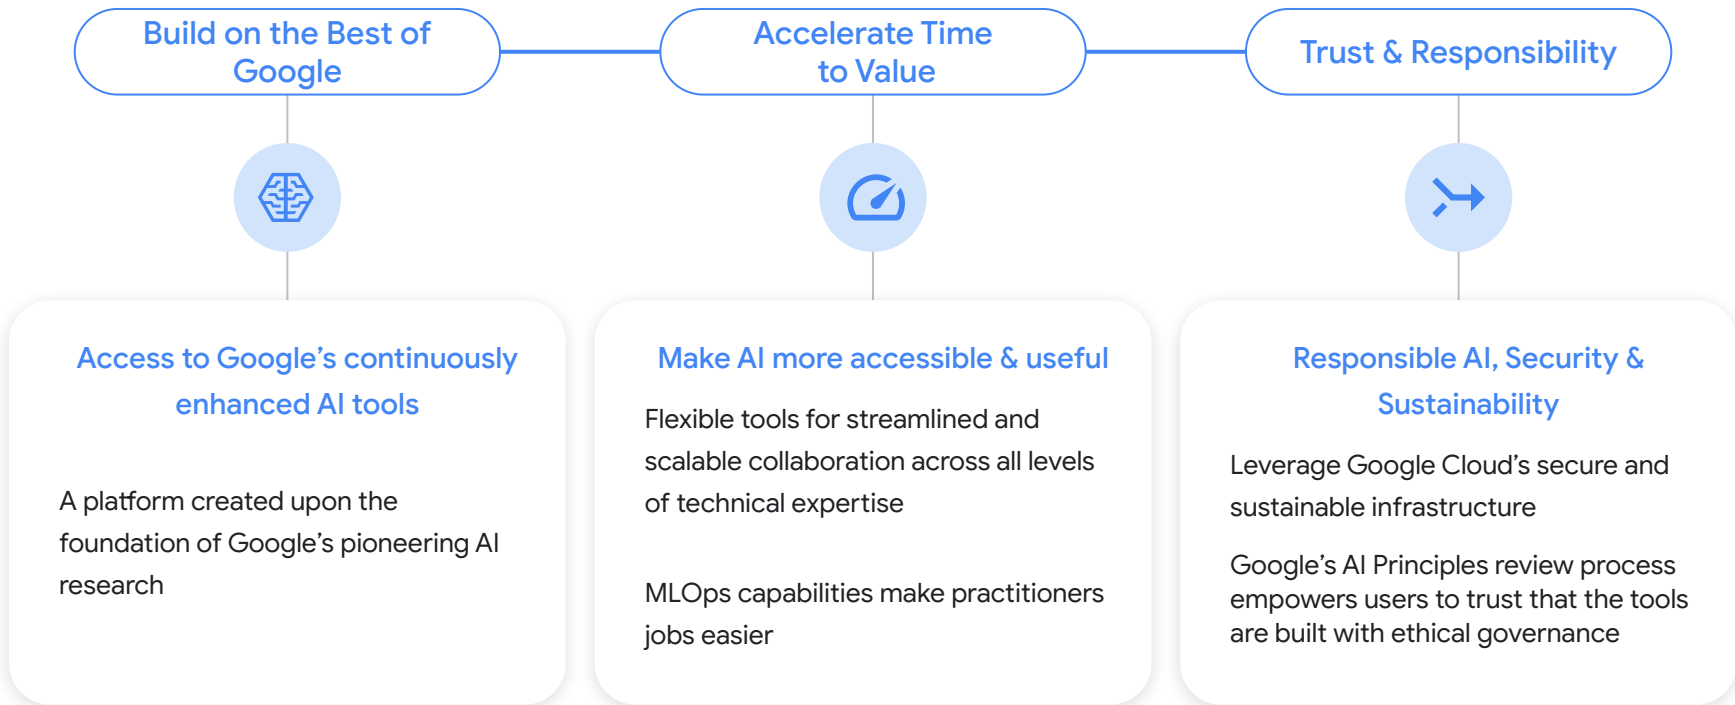 Build on the Best of
Google
Accelerate Time
to Value
Trust & Responsibility
Access to Google’s continuously
enhanced AI tools
A platform created upon the
foundation of Google’s pioneering AI
research
Make AI more accessible & useful
Flexible tools for streamlined and
scalable collaboration across all levels
of technical expertise
MLOps capabilities make practitioners
jobs easier
Responsible AI, Security &
Sustainability
Leverage Google Cloud’s secure and
sustainable infrastructure
Google’s AI Principles review process
empowers users to trust that the tools
are built with ethical governance